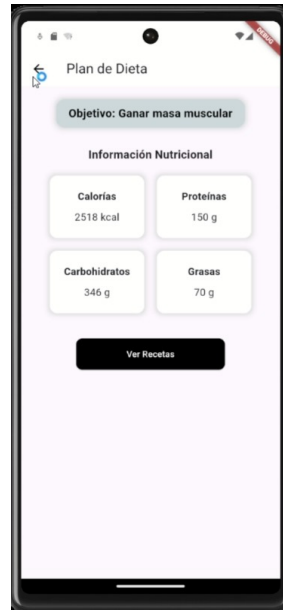 DEBUG
Plan de Dieta
Objetivo: Ganar masa muscular
Información Nutricional
Calorías
2518 kcal
Proteínas
150 g
Carbohidratos
346 g
Grasas
70 g
Ver Recetas